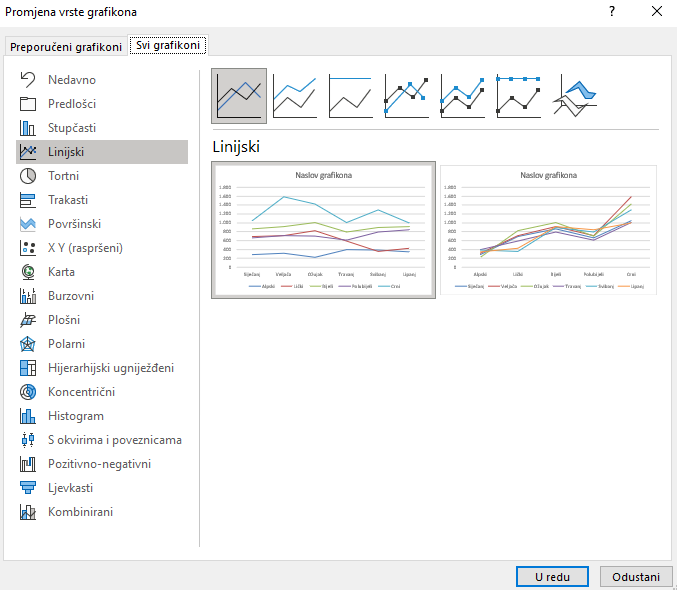 Promjena vrste grafikona
?
Preporučeni grafikoni
Svi grafikoni
Nedavno
Predlošci
Stupčasti
Linijski
Tortni
Trakasti
Površinski
X Y (raspršeni)
Karta
Burzovni
Plošni
Polarni
Hijerarhijski ugniježđeni
Koncentrični
Histogram
S okvirima i poveznicama
Pozitivno-negativni
Ljevkasti
Kombinirani
Linijski
Naslov grafikona
1.800
1.600
1.400
1.200
1.000
800
600
400
200
0
Siječanj Veljača Ožujak Travanj Svibanj Lipanj
Alpski Lički Bijeli Polubijeli Crni
Naslov grafikona
1.800
1.600
1.400
1.200
1.000
800
600
400
200
0
Alpski Lički Bijeli Polubijeli Crni
Siječanj Veljača Ožujak Travanj Svibanj Lipanj
U redu
Odustani